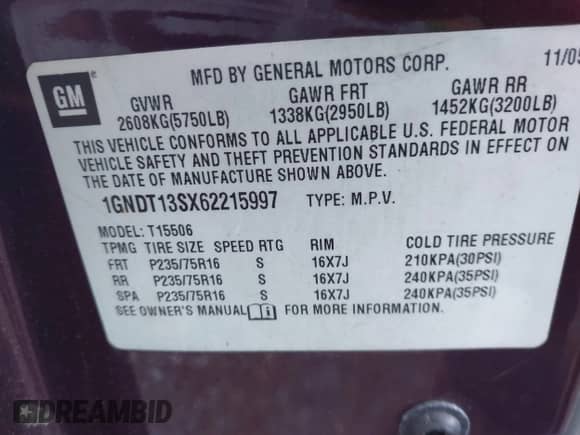 MFD BY GENERAL MOTORS CORP. 11/05
GM
GVWR GAWR FRT GAWR RR
2608KG(5750LB) 1338KG(2950LB) 1452KG(3200LB)
THIS VEHICLE CONFORMS TO ALL APPLICABLE U.S. FEDERAL MOTOR
VEHICLE SAFETY AND THEFT PREVENTION STANDARDS IN EFFECT ON
THE DATE OF MANUFACTURE SHOWN ABOVE.
1GNDT13SX62215997 TYPE: M.P.V.
MODEL: T15506
TPMG TIRE SIZE SPEED RTG RIM COLD TIRE PRESSURE
FRT P235/75R16 S 16X7J 210KPA(30PSI)
RR P235/75R16 S 16X7J 240KPA(35PSI)
SPA P235/75R16 S 16X7J 240KPA(35PSI)
SEE OWNER'S MANUAL FOR MORE INFORMATION.
DREAMBID